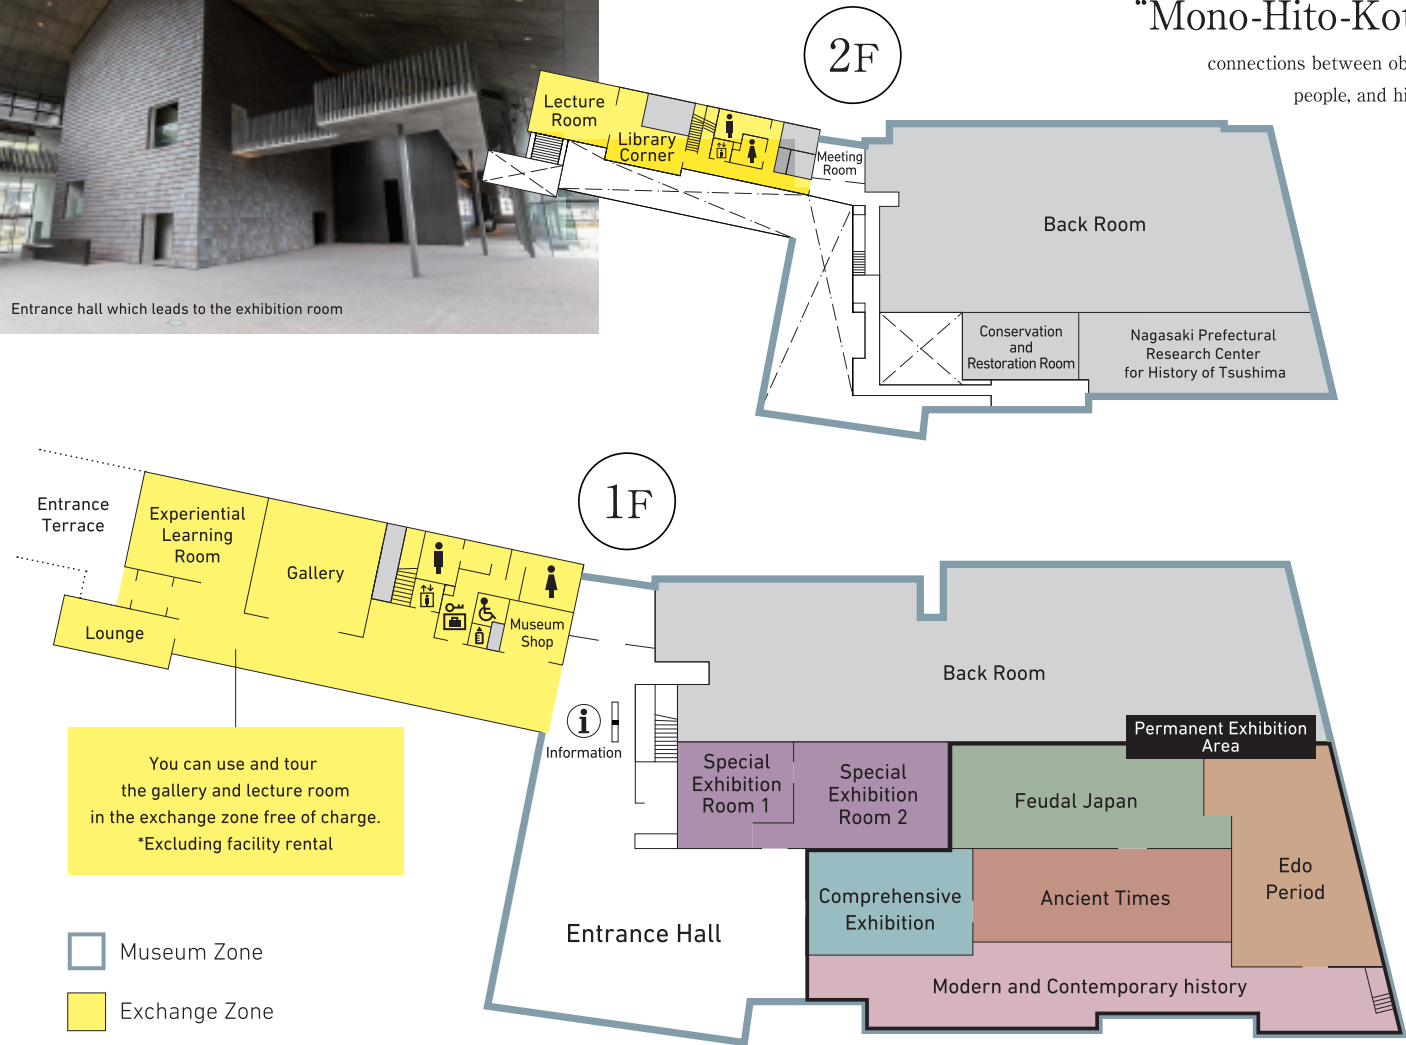 “Mono-Hito-
connections between
people, and
Entrance hall which leads to the exhibition room
2F
Lecture
Room
Library
Corner
Meeting
Room
Back Room
Conservation
and
Restoration Room
Nagasaki Prefectural
Research Center
for History of Tsushima
1F
Entrance
Terrace
Experiential
Learning
Room
Gallery
Lounge
Museum
Shop
Information
Back Room
Permanent Exhibition
Area
Special
Exhibition
Room 1
Special
Exhibition
Room 2
Feudal Japan
Edo
Period
Comprehensive
Exhibition
Ancient Times
Modern and Contemporary history
Entrance Hall
You can use and tour
the gallery and lecture room
in the exchange zone free of charge.
*Excluding facility rental
Museum Zone
Exchange Zone